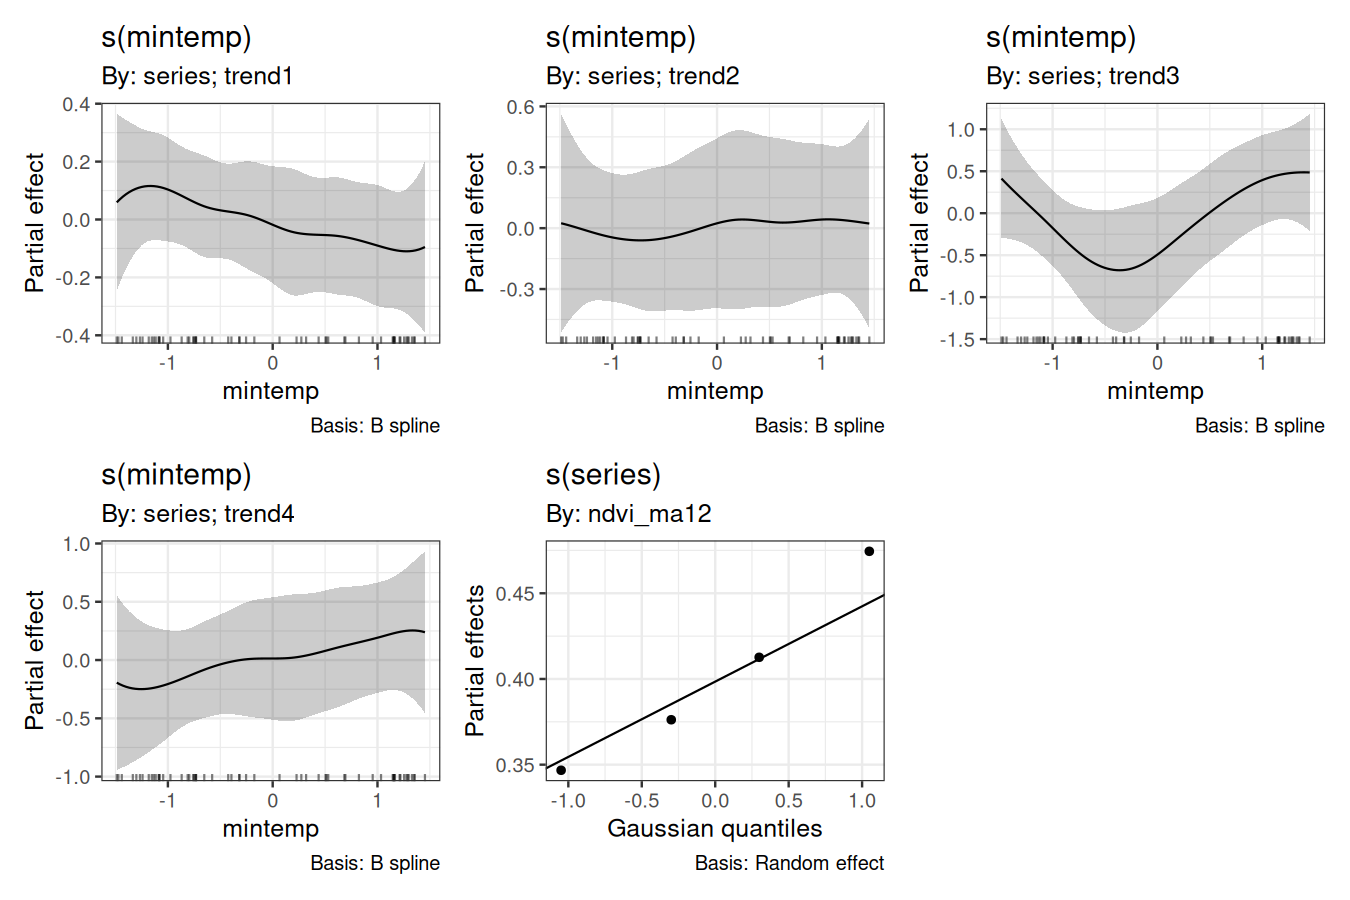 s(mintemp)
By: series; trend1
Partial effect
0.4
0.2
0.0
-0.2
-0.4
-1
0
1
mintemp
Basis: B spline
s(mintemp)
By: series; trend2
Partial effect
0.6
0.3
0.0
-0.3
-1
0
1
mintemp
Basis: B spline
s(mintemp)
By: series; trend3
Partial effect
1.0
0.5
0.0
-0.5
-1.0
-1.5
-1
0
1
mintemp
Basis: B spline
s(mintemp)
By: series; trend4
Partial effect
1.0
0.5
0.0
-0.5
-1.0
-1
0
1
mintemp
Basis: B spline
s(series)
By: ndvi_ma12
Partial effects
0.45
0.40
0.35
-1.0
-0.5
0.0
0.5
1.0
Gaussian quantiles
Basis: Random effect